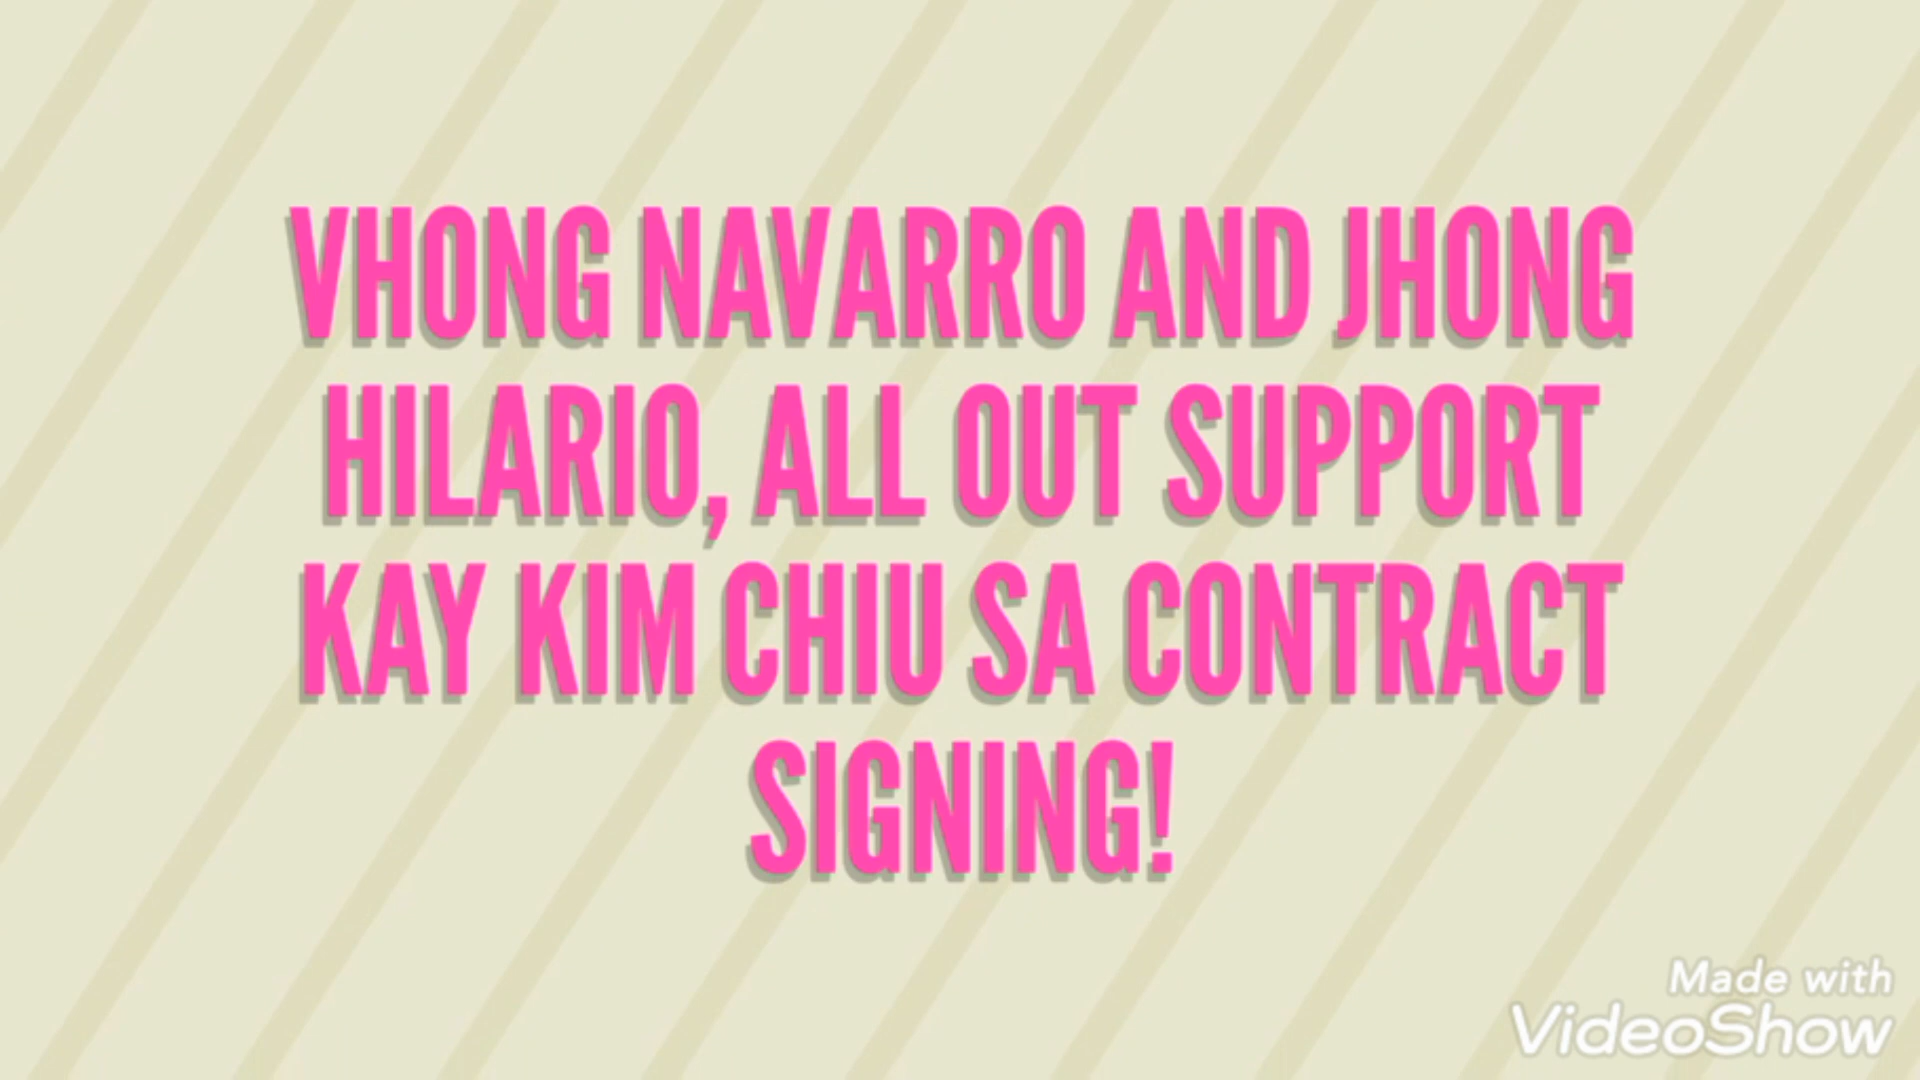 VHONG NAVARRO AND JHONG
HILARIO, ALL OUT SUPPORT
KAY KIM CHIU SA CONTRACT
SIGNING!
Made with
VideoShow